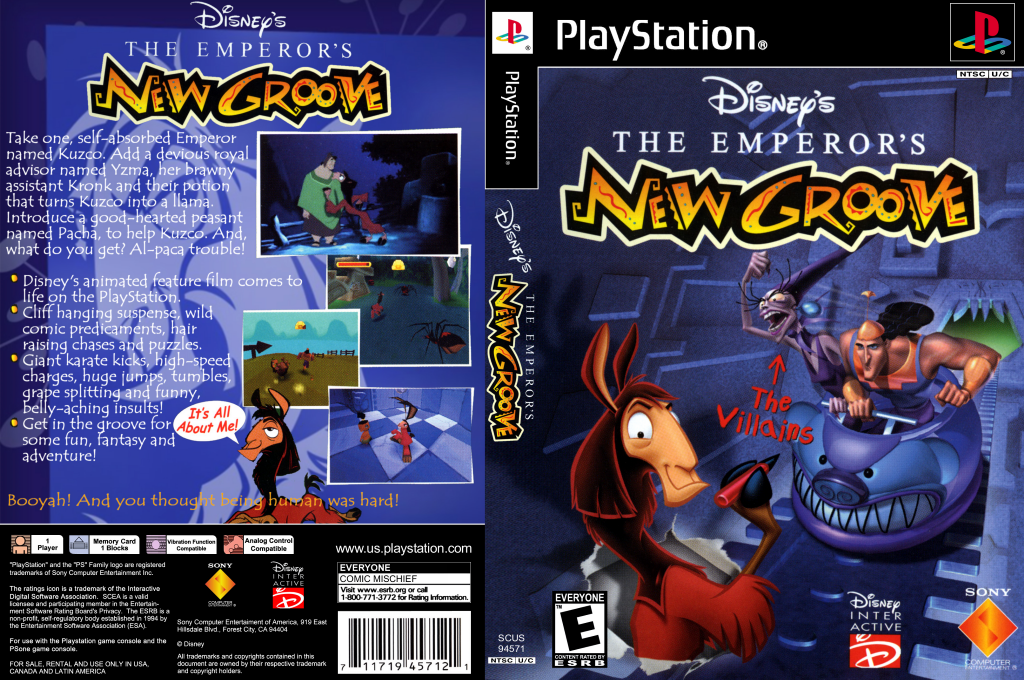 Disney's
THE EMPEROR'S
NEW GROOVE
Take one, self-absorbed Emperor
named Kuzco. Add a devious royal
advisor named Yzma, her brawny
assistant Kronk and their potion
that turns Kuzco into a llama.
Introduce a good-hearted peasant
named Pacha, to help Kuzco. And,
what do you get? Al-paca trouble!
• Disney's animated feature film comes to
life on the PlayStation.
• Cliff hanging suspense, wild
comic predicaments, hair
raising chases and puzzles.
• Giant karate kicks, high-speed
charges, huge jumps, tumbles,
grape splitting and funny,
belly-aching insults!
• Get in the groove for
some fun, fantasy and
adventure!
It's All
About Me!
Booyah! And you thought being human was hard!
1
Player
Memory Card
1 Blocks
Vibration Function
Compatible
Analog Control
Compatible
www.us.playstation.com
"PlayStation" and the "PS" Family logo are registered
trademarks of Sony Computer Entertainment Inc.
The ratings icon is a trademark of the Interactive
Digital Software Association. SCEA is a valid
licensee and participating member in the Entertain-
ment Software Rating Board's Privacy. The ESRB is a
non-profit, self-regulatory body established in 1994 by
the Entertainment Software Association (ESA).
For use with the Playstation game console and the
PSone game console.
FOR SALE, RENTAL AND USE ONLY IN USA,
CANADA AND LATIN AMERICA
SONY
COMPUTER
ENTERTAINMENT®
Disney
INTER
ACTIVE
Sony Computer Entertaiment of America, 919 East
Hillsdale Blvd., Forest City, CA 94404
© Disney
All trademarks and copyrights contained in this
document are owned by their respective trademark
and copyright holders.
EVERYONE
COMIC MISCHIEF
Visit www.esrb.org or call
1-800-771-3772 for Rating Information.
7 11719 45712 1
PlayStation®
Disney's
THE EMPEROR'S
NEW GROOVE
SCUS
94571
NTSC U/C
PlayStation®
NTSC U/C
Disney's
THE EMPEROR'S
NEW GROOVE
The
Villains
EVERYONE
E
CONTENT RATED BY
ESRB
Disney
INTER
ACTIVE
SONY
COMPUTER
ENTERTAINMENT®